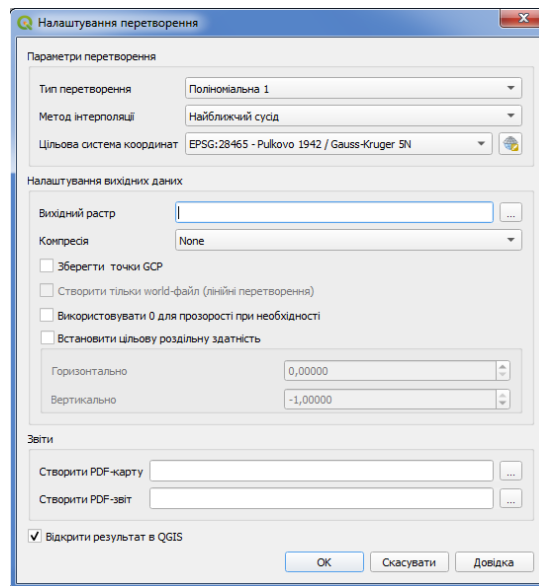 Налаштування перетворення
Параметри перетворення
Тип перетворення Поліноміальна 1
Метод інтерполяції Найближчий сусід
Цільова система координат EPSG:28465 - Pulkovo 1942 / Gauss-Kruger 5N
Налаштування вихідних даних
Вихідний растр ...
Компресія None
Зберегти точки GCP
Створити тільки world-файл (лінійні перетворення)
Використовувати 0 для прозорості при необхідності
Встановити цільову роздільну здатність
Горизонтально 0,00000
Вертикально -1,00000
Звіти
Створити PDF-карту ...
Створити PDF-звіт ...
Відкрити результат в QGIS
OK Скасувати Довідка